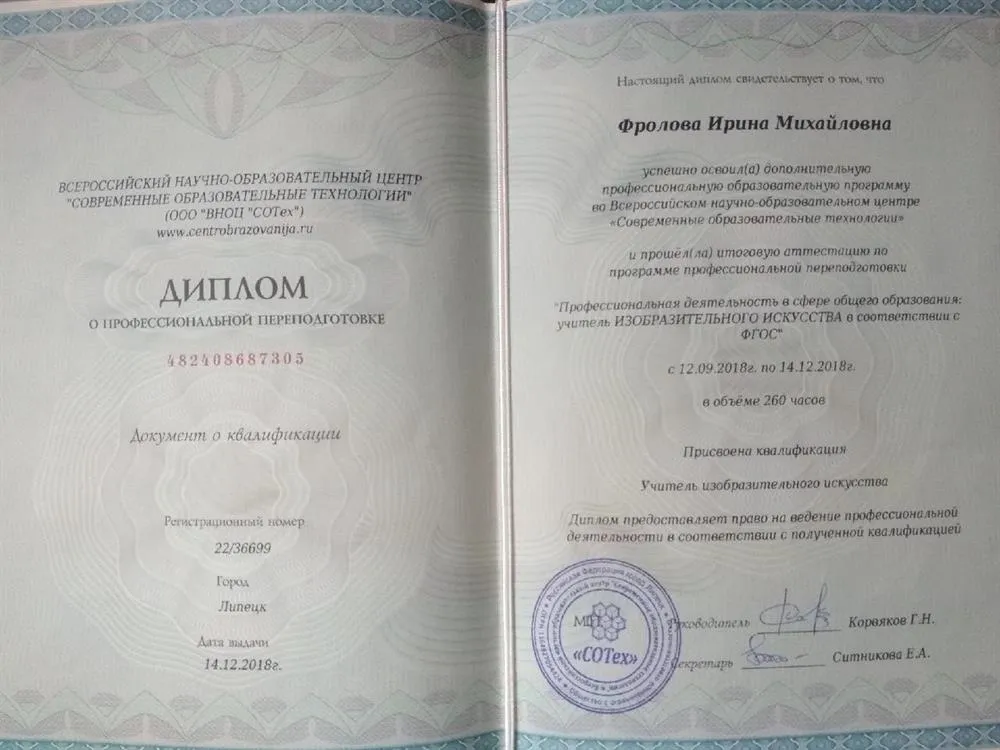 ВСЕРОССИЙСКИЙ НАУЧНО-ОБРАЗОВАТЕЛЬНЫЙ ЦЕНТР
"СОВРЕМЕННЫЕ ОБРАЗОВАТЕЛЬНЫЕ ТЕХНОЛОГИИ"
(ООО "ВНОЦ "СОТех")
www.centrobrazovanija.ru
ДИПЛОМ
О ПРОФЕССИОНАЛЬНОЙ ПЕРЕПОДГОТОВКЕ
482408687305
Документ о квалификации
Регистрационный номер
22/36699
Город
Липецк
Дата выдачи
14.12.2018г.
Настоящий диплом свидетельствует о том, что
Фролова Ирина Михайловна
успешно освоил(а) дополнительную
профессиональную образовательную программу
во Всероссийском научно-образовательном центре
«Современные образовательные технологии»
и прошёл(ла) итоговую аттестацию по
программе профессиональной переподготовки
"Профессиональная деятельность в сфере общего образования:
учитель ИЗОБРАЗИТЕЛЬНОГО ИСКУССТВА в соответствии с
ФГОС"
с 12.09.2018г. по 14.12.2018г.
в объёме 260 часов
Присвоена квалификация
Учитель изобразительного искусства
Диплом предоставляет право на ведение профессиональной
деятельности в соответствии с полученной квалификацией
Руководитель Корвяков Г.Н.
«СОТех»
Секретарь Ситникова Е.А.